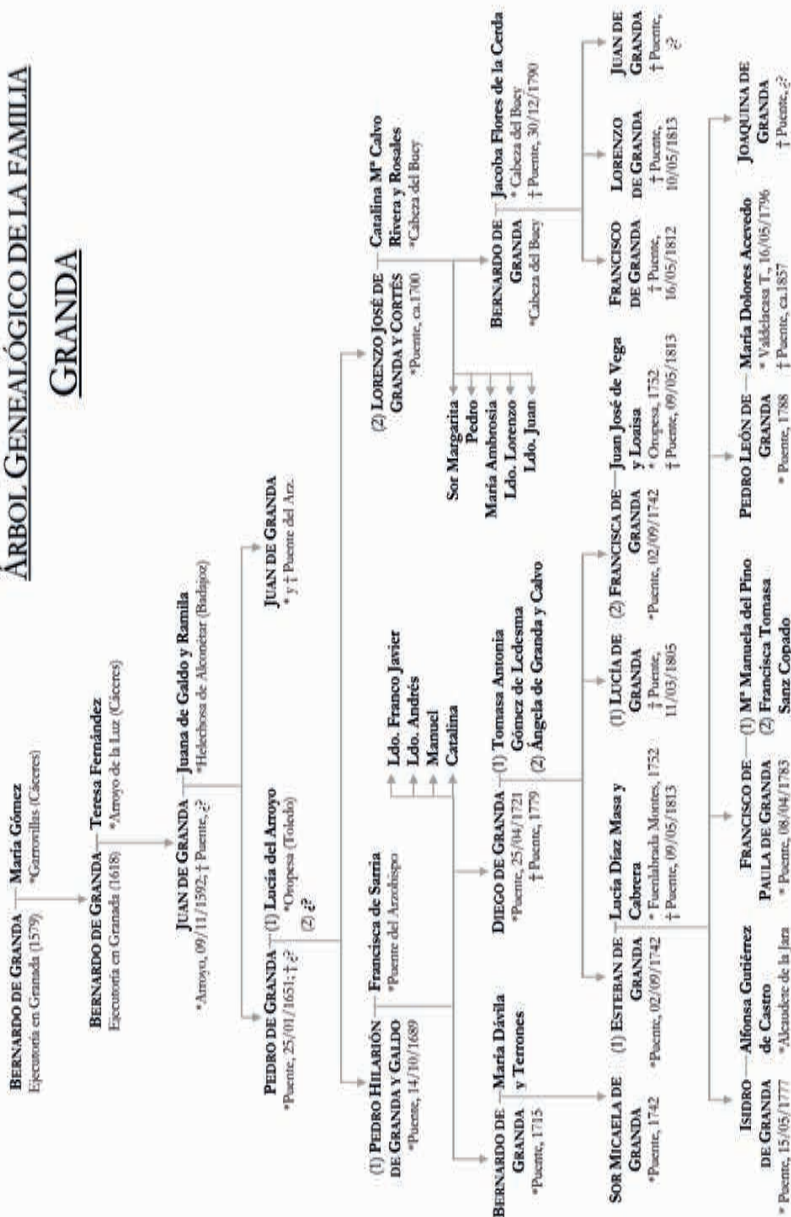 ÁRBOL GENEALÓGICO DE LA FAMILIA
GRANDA
BERNARDO DE GRANDA
Ejecutoría en Granada (1579)
María Gómez
*Garrovillas (Cáceres)
BERNARDO DE GRANDA
Ejecutoría en Granada (1618)
Teresa Fernández
*Arroyo de la Luz (Cáceres)
JUAN DE GRANDA
*Arroyo, 09/11/1592; † Puente, ¿?
Juana de Galdo y Ramila
*Helechosa de Alconétar (Badajoz)
PEDRO DE GRANDA
*Puente, 25/01/1651; † ¿?
(1) Lucía del Arroyo
*Oropesa (Toledo)
(2) ¿?
JUAN DE GRANDA
* y † Puente del Arz.
(1) PEDRO HILARIÓN
DE GRANDA Y GALDO
*Puente, 14/10/1689
Francisca de Sarria
*Puente del Arzobispo
(2) LORENZO JOSÉ DE
GRANDA Y CORTÉS
*Puente, ca.1700
Catalina Mª Calvo
Rivera y Rosales
*Cabeza del Buey
Ldo. Franco Javier
Ldo. Andrés
Manuel
Catalina
Sor Margarita
Pedro
María Ambrosia
Ldo. Lorenzo
Ldo. Juan
BERNARDO DE
GRANDA
*Puente, 1715
María Dávila
y Terrones
DIEGO DE GRANDA
*Puente, 25/04/1721
† Puente, 1779
(1) Tomasa Antonia
Gómez de Ledesma
(2) Ángela de Granda y Calvo
BERNARDO DE
GRANDA
*Cabeza del Buey
Jacoba Flores de la Cerda
* Cabeza del Buey
† Puente, 30/12/1790
SOR MICAELA DE
GRANDA
*Puente, 1742
(1) ESTEBAN DE
GRANDA
*Puente, 02/09/1742
Lucía Díaz Masa y
Cabrera
* Fuenlabrada Montes, 1752
† Puente, 09/05/1813
(1) LUCÍA DE
GRANDA
† Puente,
11/03/1805
(2) FRANCISCA DE
GRANDA
*Puente, 02/09/1742
Juan José de Vega
y Loaisa
* Oropesa, 1752
† Puente, 09/05/1813
FRANCISCO
DE GRANDA
† Puente,
16/05/1812
LORENZO
DE GRANDA
† Puente,
10/05/1813
JUAN DE
GRANDA
† Puente,
¿?
ISIDRO
DE GRANDA
* Puente, 15/05/1777
Alfonsa Gutiérrez
de Castro
*Alcaudete de la Jara
FRANCISCO DE
PAULA DE GRANDA
* Puente, 08/04/1783
(1) Mª Manuela del Pino
(2) Francisca Tomasa
Sanz Copado
PEDRO LEÓN DE
GRANDA
* Puente, 1788
María Dolores Acevedo
* Valdelacasa T., 16/05/1796
† Puente, ca.1857
JOAQUINA DE
GRANDA
† Puente, ¿?